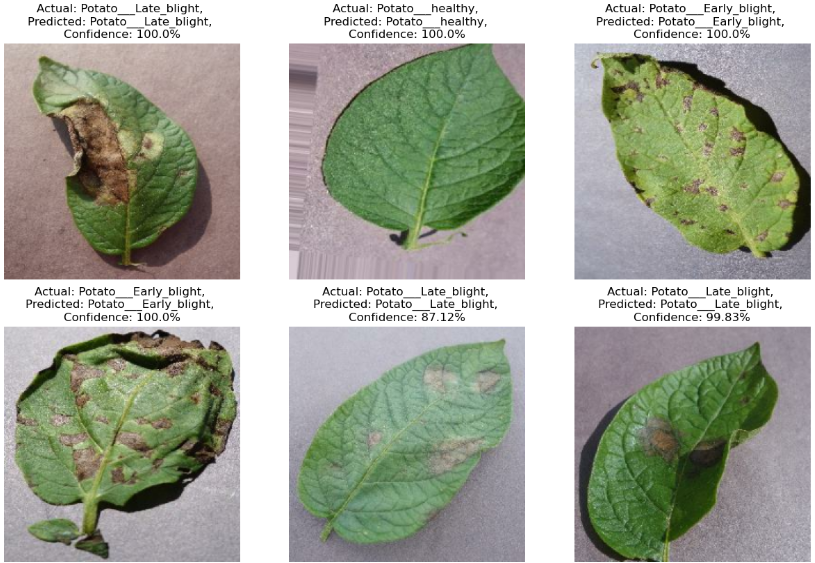 Actual: Potato___Late_blight,
Predicted: Potato___Late_blight,
Confidence: 100.0%
Actual: Potato___healthy,
Predicted: Potato___healthy,
Confidence: 100.0%
Actual: Potato___Early_blight,
Predicted: Potato___Early_blight,
Confidence: 100.0%
Actual: Potato___Early_blight,
Predicted: Potato___Early_blight,
Confidence: 100.0%
Actual: Potato___Late_blight,
Predicted: Potato___Late_blight,
Confidence: 87.12%
Actual: Potato___Late_blight,
Predicted: Potato___Late_blight,
Confidence: 99.83%